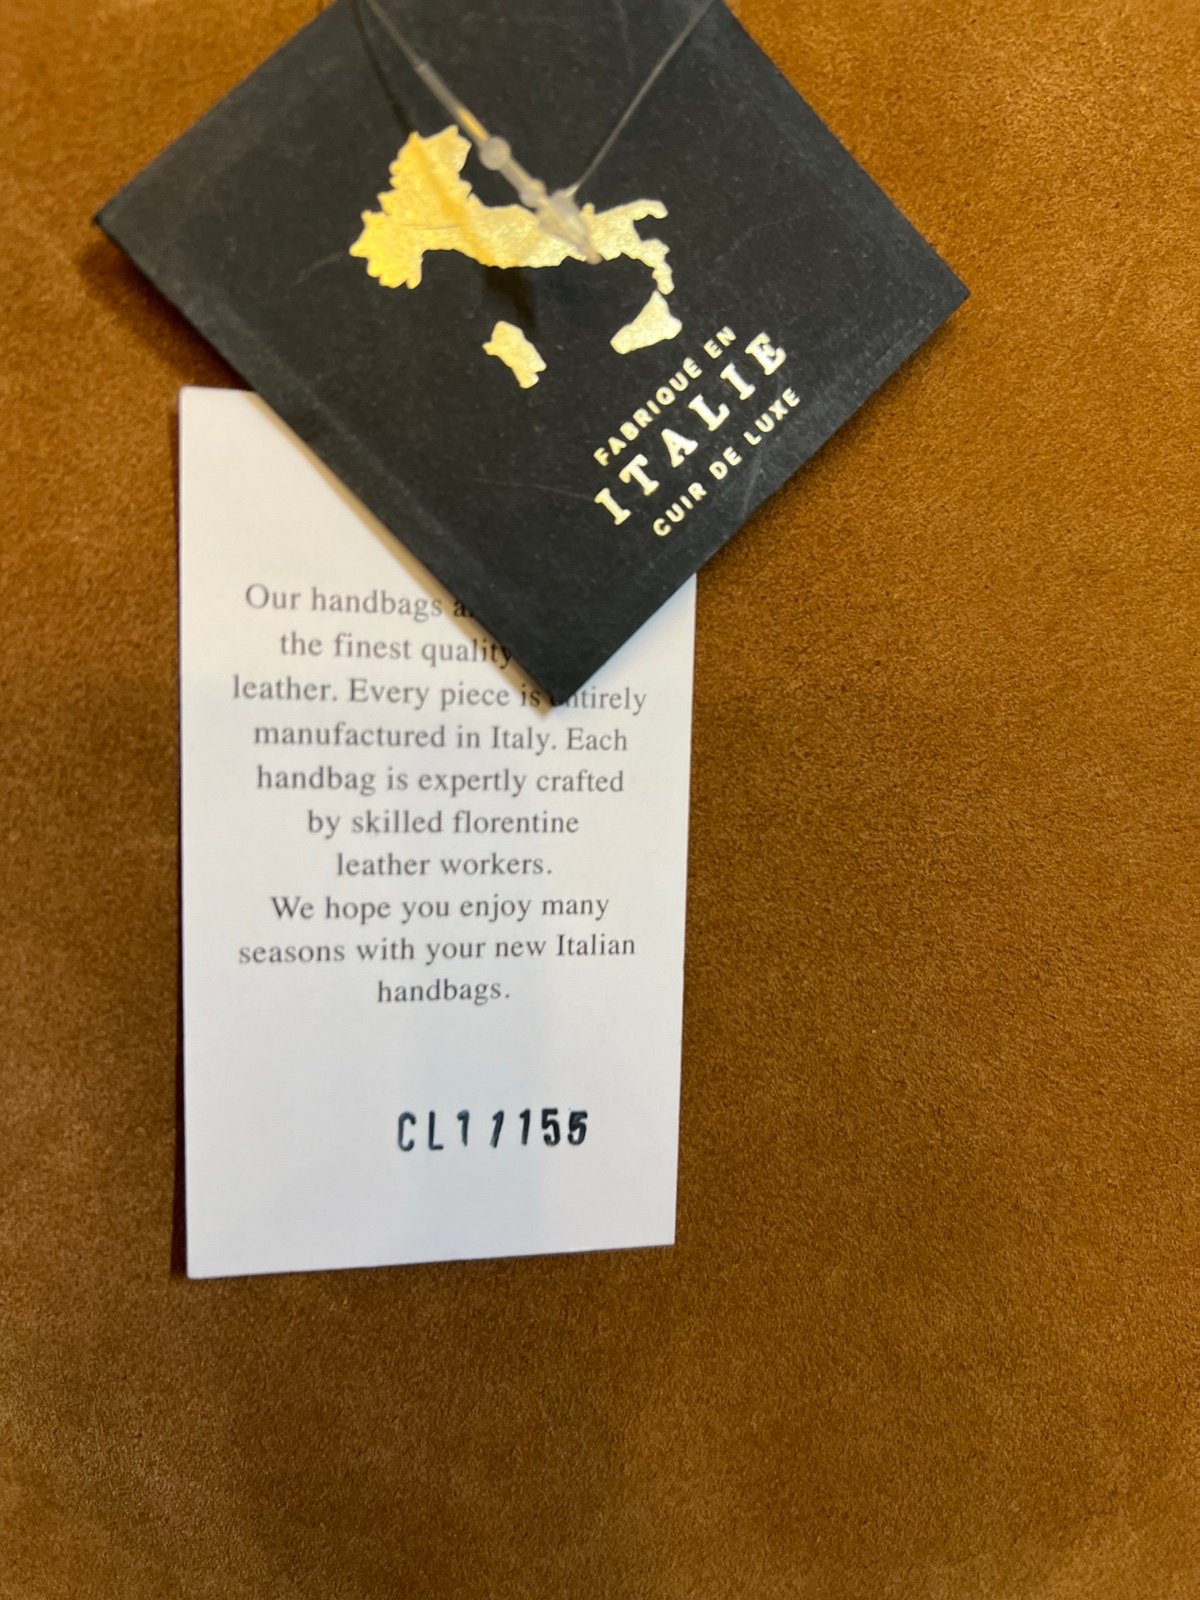 FABRIQUÉ EN
ITALIE
CUIR DE LUXE
Our handbags
the finest quality
leather. Every piece is entirely
manufactured in Italy. Each
handbag is expertly crafted
by skilled florentine
leather workers.
We hope you enjoy many
seasons with your new Italian
handbags.
CL11155